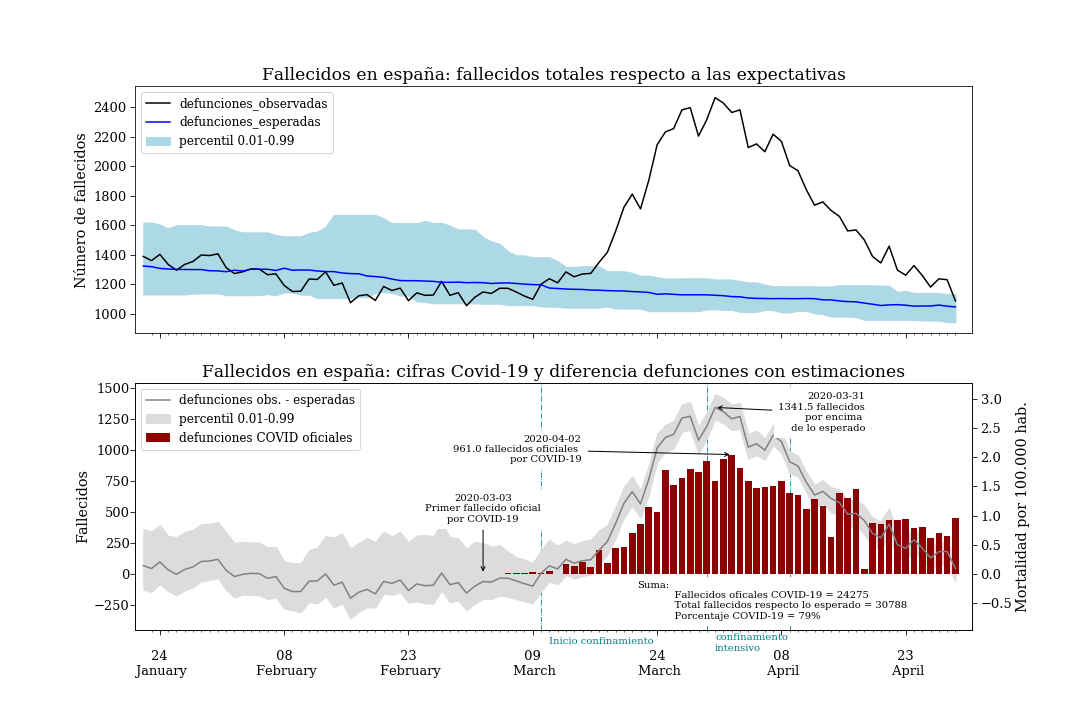 Fallecidos en españa: fallecidos totales respecto a las expectativas
defunciones_observadas
defunciones_esperadas
percentil 0.01-0.99
Número de fallecidos
2400
2200
2000
1800
1600
1400
1200
1000
Fallecidos en españa: cifras Covid-19 y diferencia defunciones con estimaciones
defunciones obs. - esperadas
percentil 0.01-0.99
defunciones COVID oficiales
Fallecidos
1500
1250
1000
750
500
250
0
−250
2020-03-31
1341.5 fallecidos
por encima
de lo esperado
2020-04-02
961.0 fallecidos oficiales
por COVID-19
2020-03-03
Primer fallecido oficial
por COVID-19
Suma:
Fallecidos oficales COVID-19 = 24275
Total fallecidos respecto lo esperado = 30788
Porcentaje COVID-19 = 79%
3.0
2.5
2.0
1.5
1.0
0.5
0.0
−0.5
Mortalidad por 100.000 hab.
Inicio confinamiento
confinamiento
intensivo
24
January
08
February
23
February
09
March
24
March
08
April
23
April